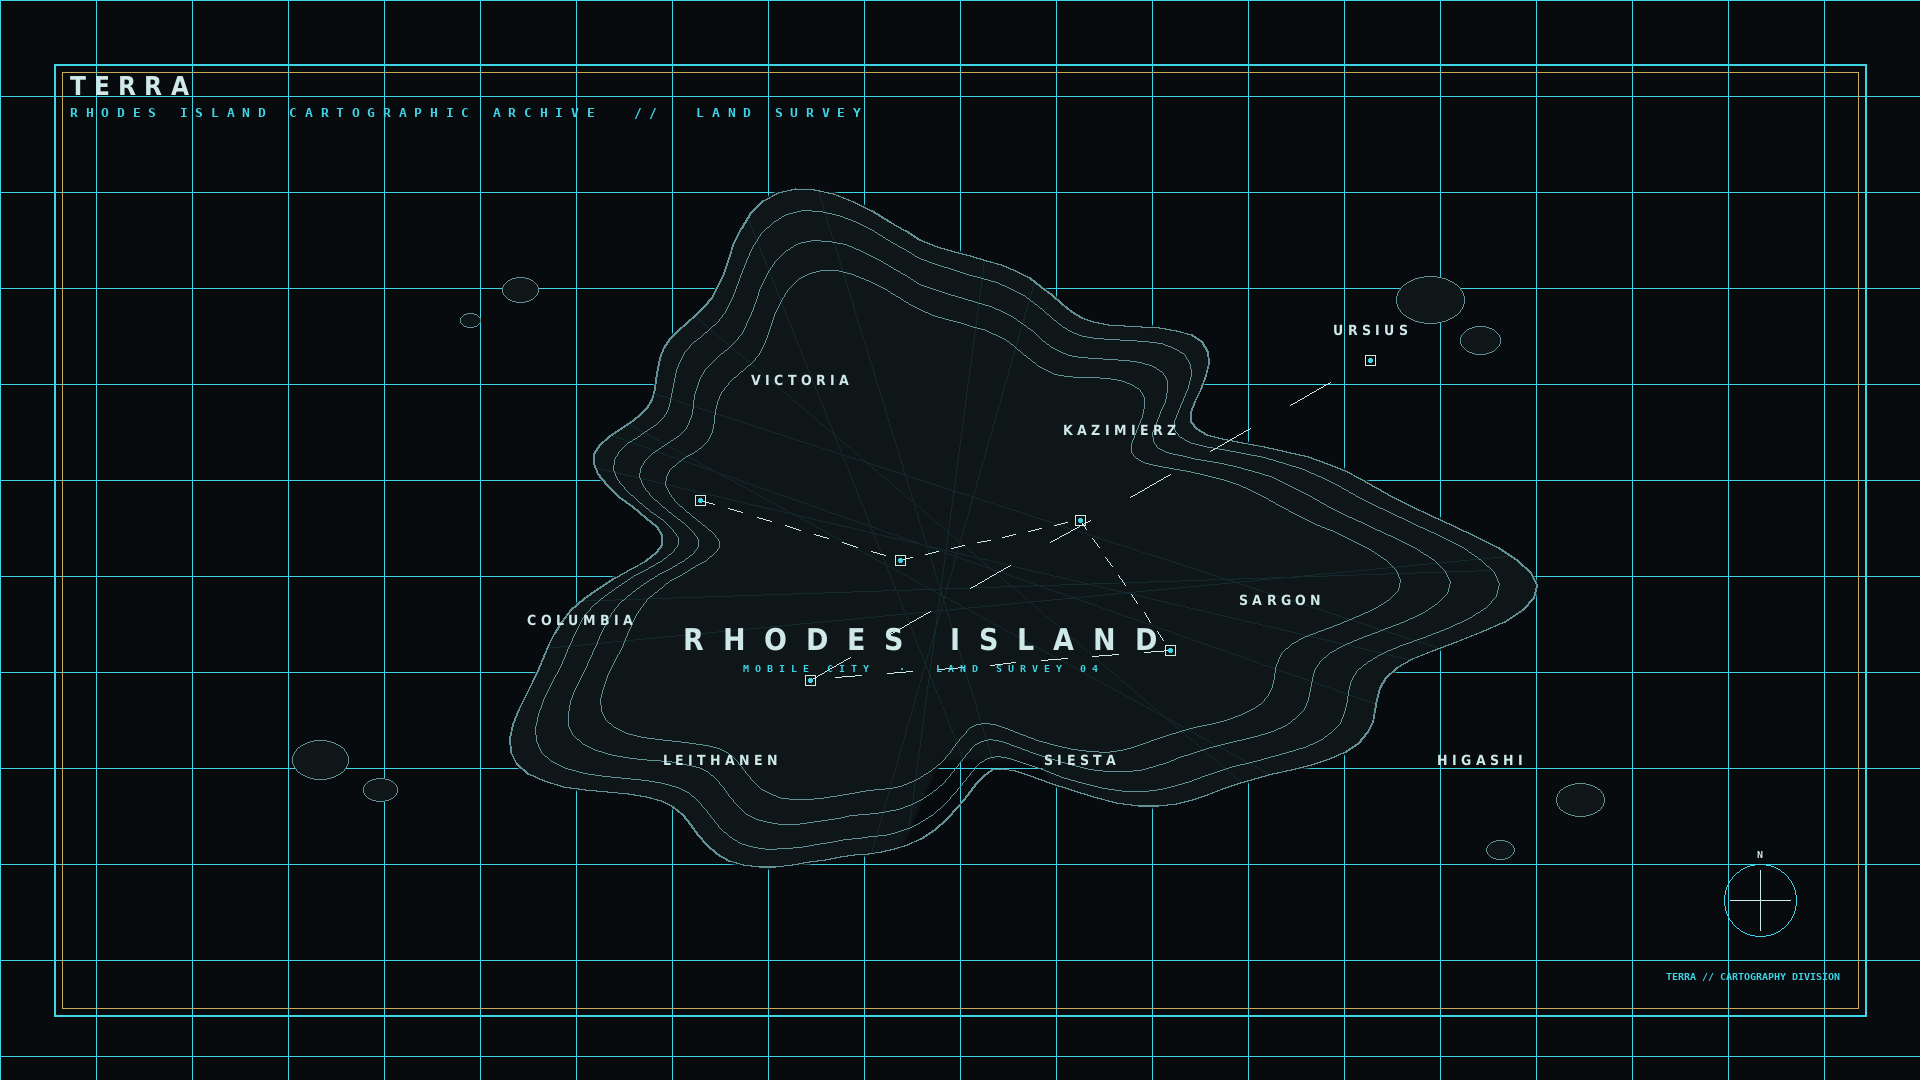 TERRA
RHODES ISLAND CARTOGRAPHIC ARCHIVE // LAND SURVEY
URSIUS
VICTORIA
KAZIMIERZ
SARGON
COLUMBIA
RHODES ISLAND
MOBILE CITY · LAND SURVEY 04
LEITHANEN
SIESTA
HIGASHI
N
TERRA // CARTOGRAPHY DIVISION